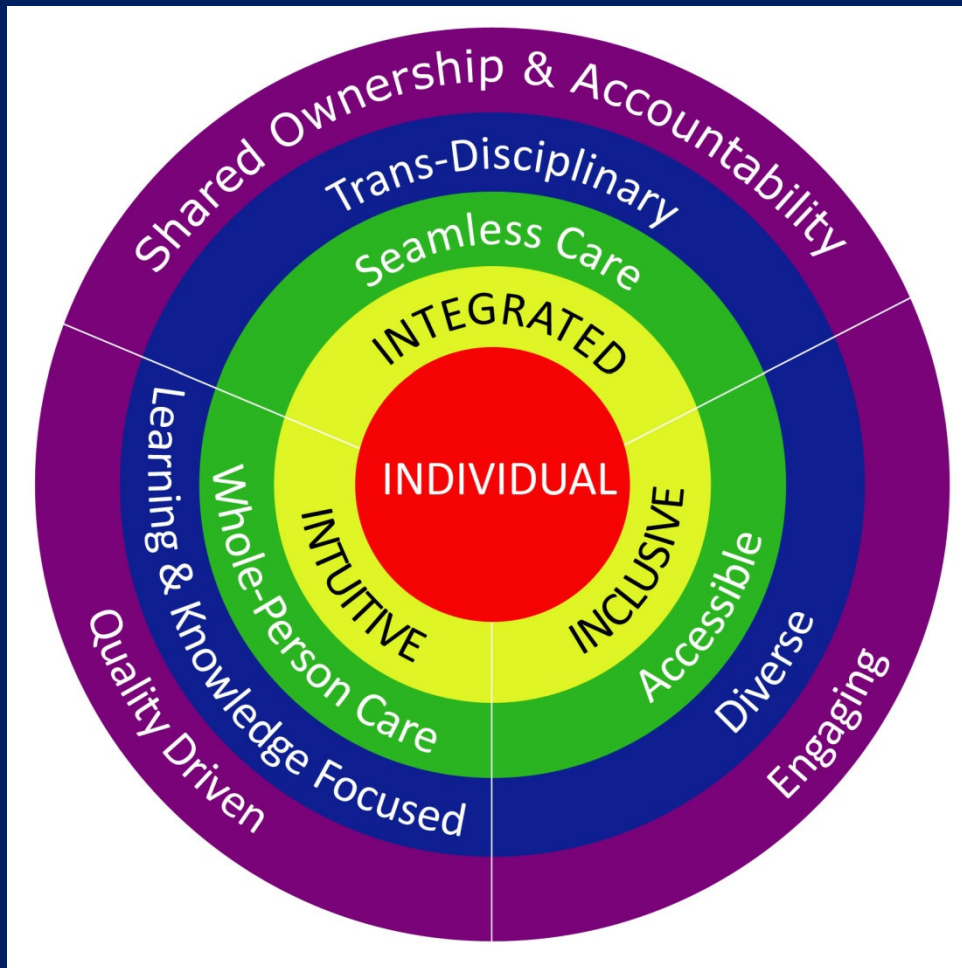 Shared Ownership & Accountability
Trans-Disciplinary
Seamless Care
INTEGRATED
INDIVIDUAL
INTUITIVE
Whole-Person Care
Learning & Knowledge Focused
Quality Driven
INCLUSIVE
Accessible
Diverse
Engaging